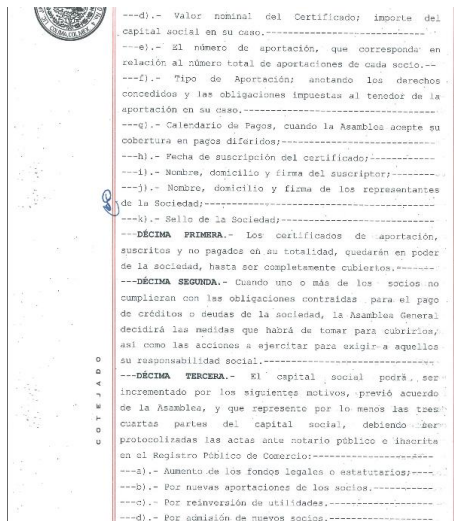 ---d).- Valor nominal del Certificado; importe del
capital social en su caso.-----------------------------
---e).- El número de aportación, que corresponda en
relación al número total de aportaciones de cada socio.--
---f).- Tipo de Aportación; anotando los derechos
concedidos y las obligaciones impuestas al tenedor de la
aportación en su caso.---------------------------------
---g).- Calendario de Pagos, cuando la Asamblea acepte su
cobertura en pagos diferidos;--------------------------
---h).- Fecha de suscripción del certificado;----------
---i).- Nombre, domicilio y firma del suscriptor;------
---j).- Nombre, domicilio y firma de los representantes
de la Sociedad;----------------------------------------
---k).- Sello de la Sociedad;--------------------------
---DÉCIMA PRIMERA.- Los certificados de aportación,
suscritos y no pagados en su totalidad, quedarán en poder
de la sociedad, hasta ser completamente cubiertos.-------
---DÉCIMA SEGUNDA.- Cuando uno o más de los socios no
cumplieran con las obligaciones contraídas para el pago
de créditos o deudas de la sociedad, la Asamblea General
decidirá las medidas que habrá de tomar para cubrirlos,
así como las acciones a ejercitar para exigir a aquellos
su responsabilidad social.-----------------------------
---DÉCIMA TERCERA.- El capital social podrá ser
incrementado por los siguientes motivos, previó acuerdo
de la Asamblea, y que represento por lo menos las tres
cuartas partes del capital social, debiendo ser
protocolizadas las actas ante notario público e inscrita
en el Registro Público de Comercio:--------------------
---a).- Aumento de los fondos legales o estatutarios;----
---b).- Por nuevas aportaciones de los socios.----------
---c).- Por reinversión de utilidades.-----------------
---d).- Por admisión de nuevos socios.-----------------
COTEJADO
COLIMA, COL. MEX.